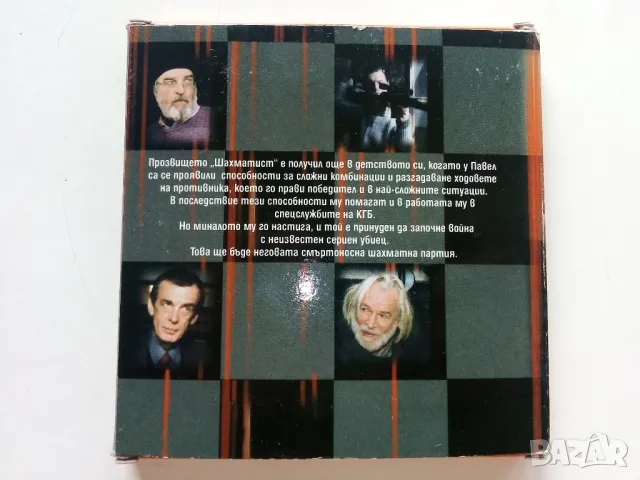 Прозвището „Шахматист“ е получил още в детството си, когато у Павел
са се проявили способности за сложни комбинации и разгадаване ходовете
на противника, което го прави победител и в най-сложните ситуации.
В последствие тези способности му помагат и в работата му в
спецслужбите на КГБ.
Но миналото му го настига, и той е принуден да започне война
с неизвестен сериен убиец.
Това ще бъде неговата смъртоносна шахматна партия.
BAZAR